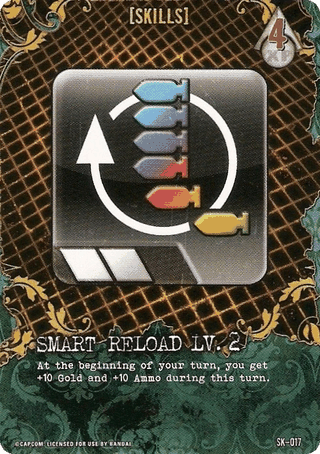 [SKILLS]
4
XP
SMART RELOAD LV. 2
At the beginning of your turn, you get
+10 Gold and +10 Ammo during this turn.
©CAPCOM. LICENSED FOR USE BY BANDAI.
SK-017